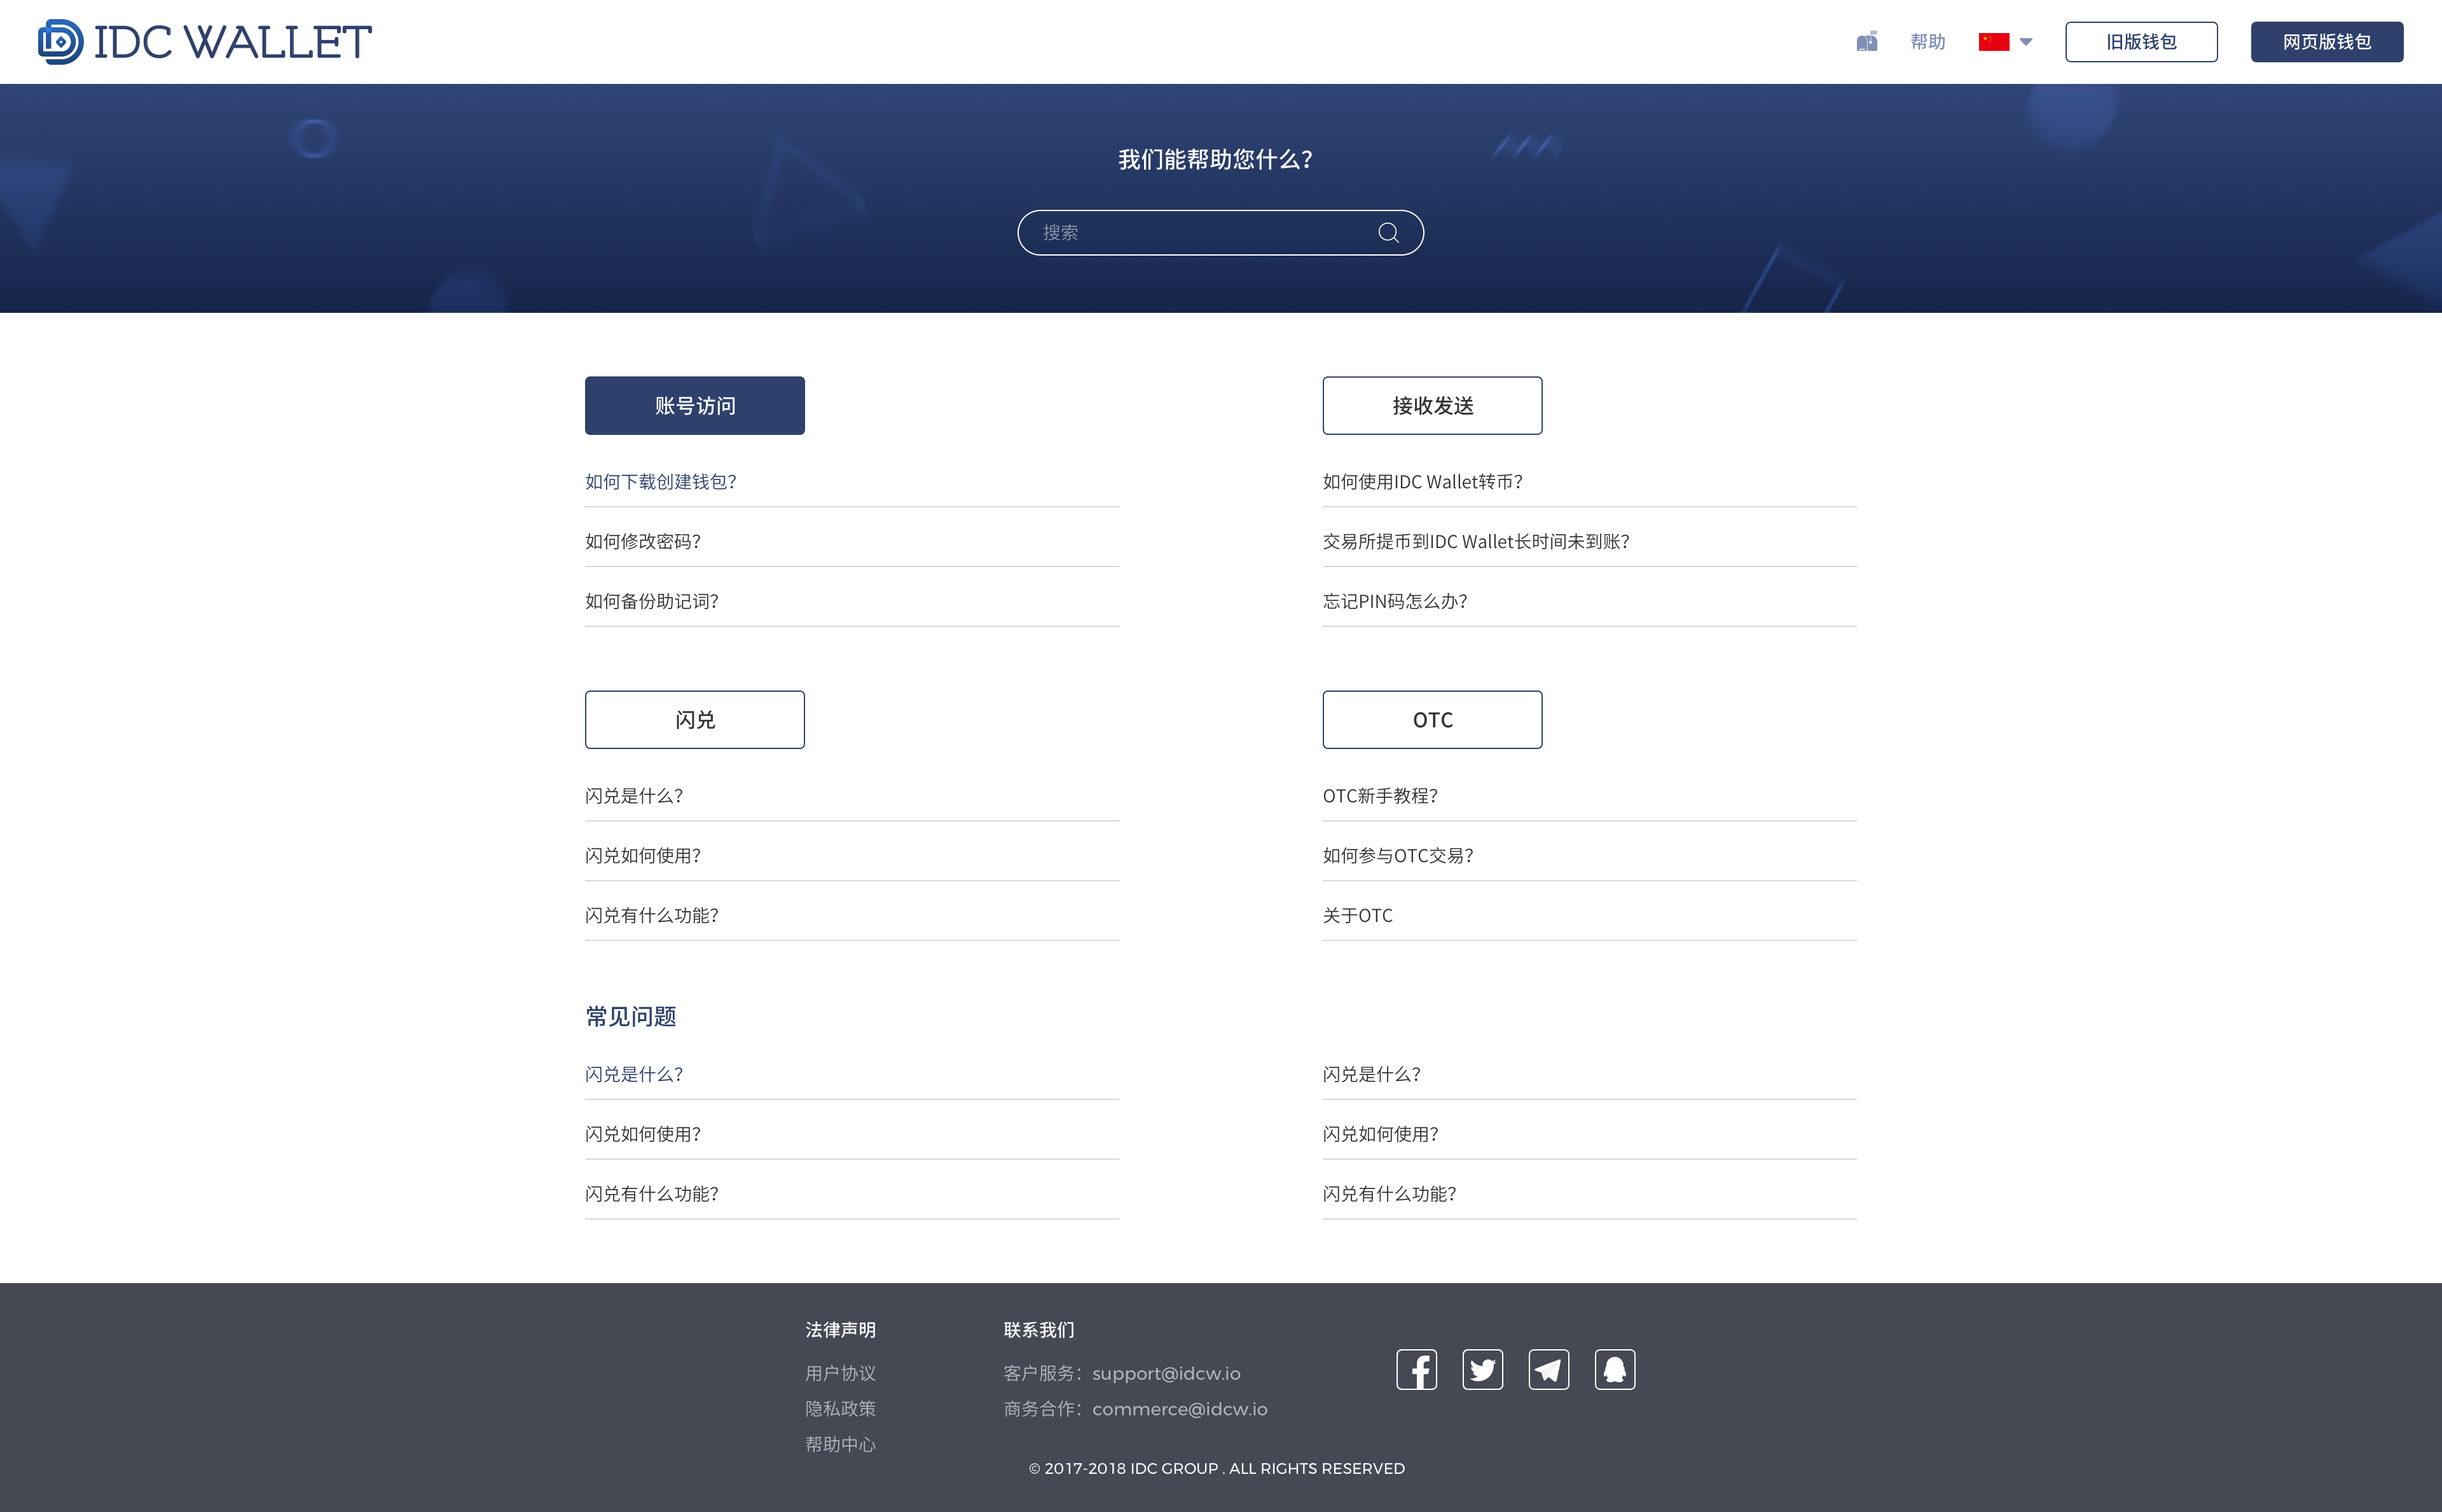 IDC WALLET
帮助
旧版钱包
网页版钱包
我们能帮助您什么？
搜索
账号访问
如何下载创建钱包？
如何修改密码？
如何备份助记词？
接收发送
如何使用IDC Wallet转币？
交易所提币到IDC Wallet长时间未到账？
忘记PIN码怎么办？
闪兑
闪兑是什么？
闪兑如何使用？
闪兑有什么功能？
OTC
OTC新手教程？
如何参与OTC交易？
关于OTC
常见问题
闪兑是什么？
闪兑如何使用？
闪兑有什么功能？
闪兑是什么？
闪兑如何使用？
闪兑有什么功能？
法律声明
用户协议
隐私政策
帮助中心
联系我们
客户服务：support@idcw.io
商务合作：commerce@idcw.io
© 2017-2018 IDC GROUP . ALL RIGHTS RESERVED